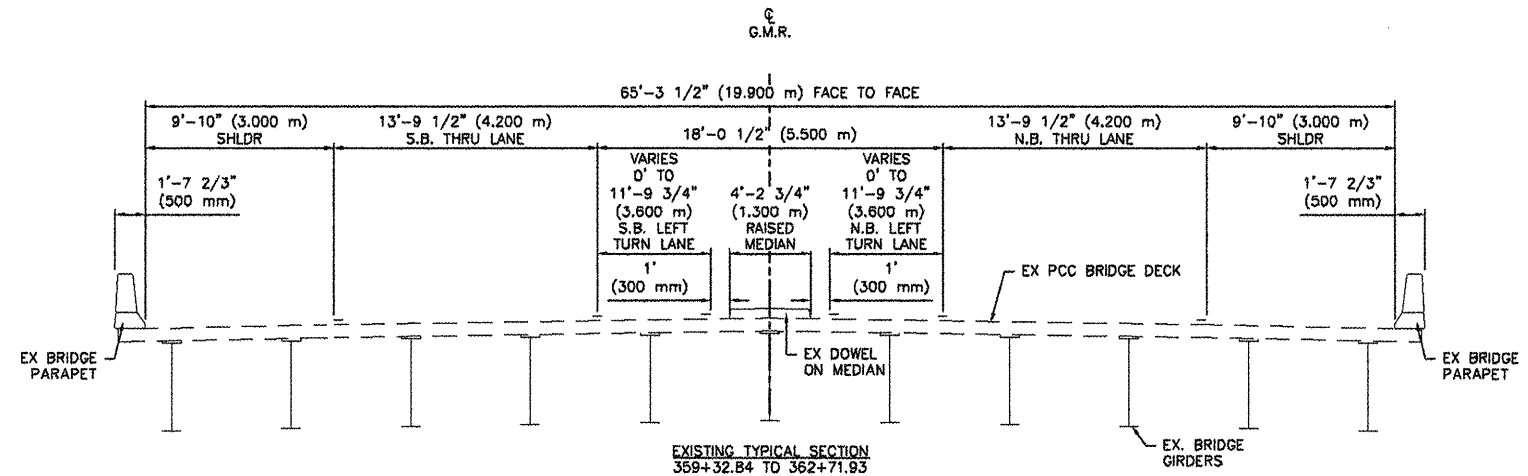 ℄
G.M.R.
65'-3 1/2" (19.900 m) FACE TO FACE
9'-10" (3.000 m)
SHLDR
13'-9 1/2" (4.200 m)
S.B. THRU LANE
18'-0 1/2" (5.500 m)
13'-9 1/2" (4.200 m)
N.B. THRU LANE
9'-10" (3.000 m)
SHLDR
1'-7 2/3"
(500 mm)
VARIES
0' TO
11'-9 3/4"
(3.600 m)
S.B. LEFT
TURN LANE
4'-2 3/4"
(1.300 m)
RAISED
MEDIAN
VARIES
0' TO
11'-9 3/4"
(3.600 m)
N.B. LEFT
TURN LANE
1'-7 2/3"
(500 mm)
1'
(300 mm)
1'
(300 mm)
EX PCC BRIDGE DECK
EX BRIDGE
PARAPET
EX DOWEL
ON MEDIAN
EX BRIDGE
PARAPET
EX. BRIDGE
GIRDERS
EXISTING TYPICAL SECTION
359+32.84 TO 362+71.93